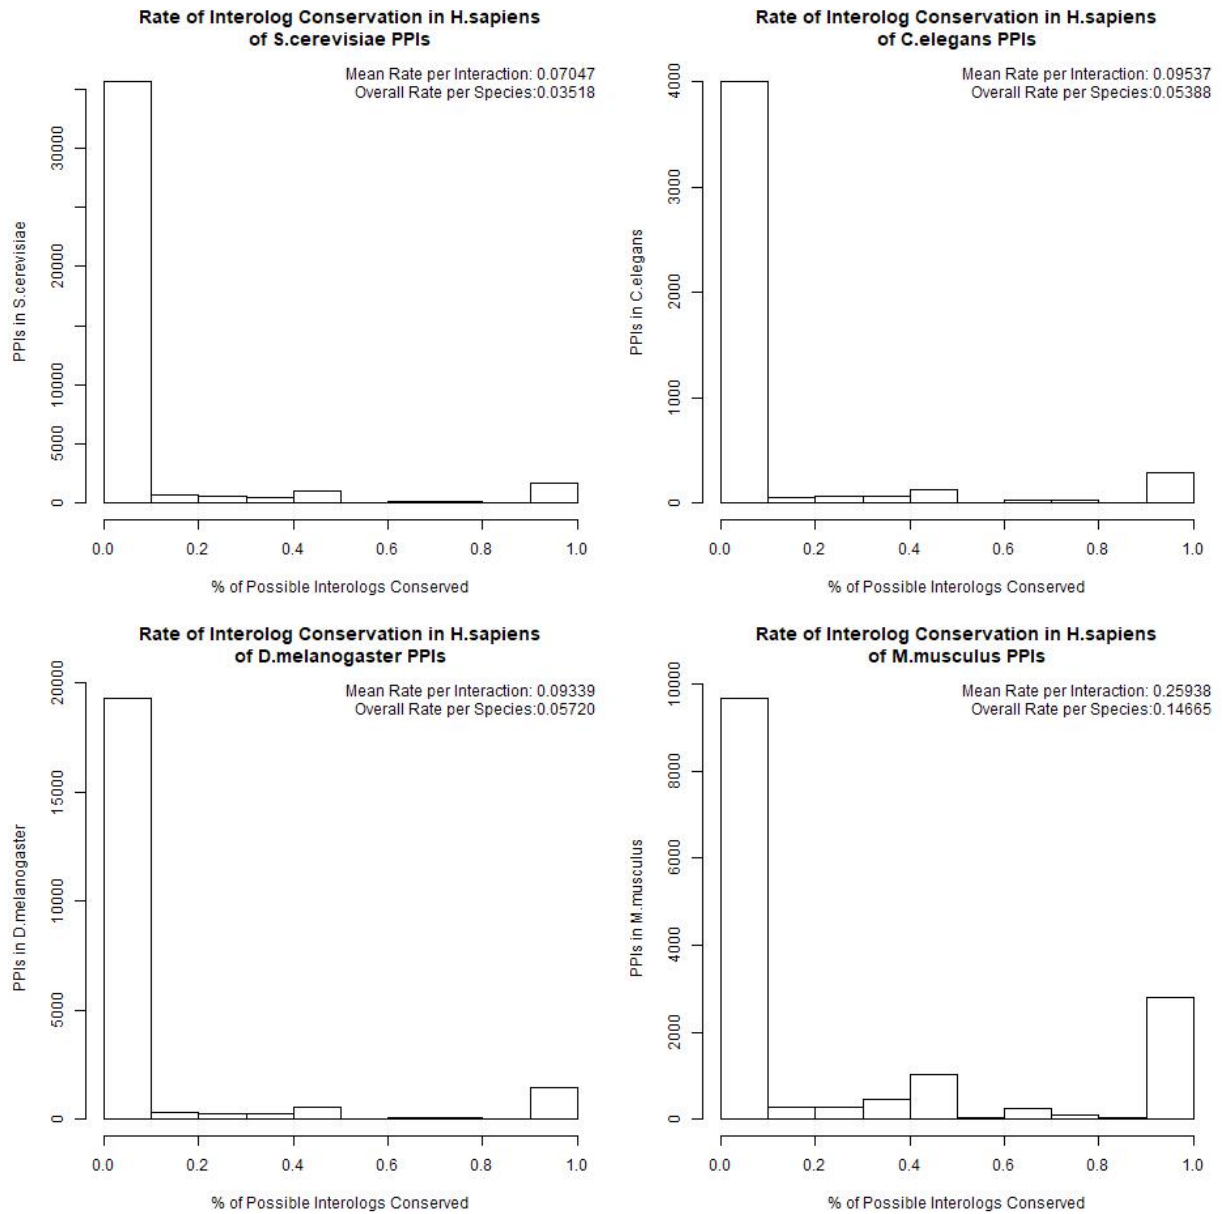 Rate of Interolog Conservation in H.sapiens
of S.cerevisiae PPIs
Mean Rate per Interaction: 0.07047
Overall Rate per Species:0.03518
PPIs in S.cerevisiae
0
5000
10000
20000
30000
0.0 0.2 0.4 0.6 0.8 1.0
% of Possible Interologs Conserved
Rate of Interolog Conservation in H.sapiens
of C.elegans PPIs
Mean Rate per Interaction: 0.09537
Overall Rate per Species:0.05388
PPIs in C.elegans
0
1000
2000
3000
4000
0.0 0.2 0.4 0.6 0.8 1.0
% of Possible Interologs Conserved
Rate of Interolog Conservation in H.sapiens
of D.melanogaster PPIs
Mean Rate per Interaction: 0.09339
Overall Rate per Species:0.05720
PPIs in D.melanogaster
0
5000
10000
15000
20000
0.0 0.2 0.4 0.6 0.8 1.0
% of Possible Interologs Conserved
Rate of Interolog Conservation in H.sapiens
of M.musculus PPIs
Mean Rate per Interaction: 0.25938
Overall Rate per Species:0.14665
PPIs in M.musculus
0
2000
4000
6000
8000
10000
0.0 0.2 0.4 0.6 0.8 1.0
% of Possible Interologs Conserved